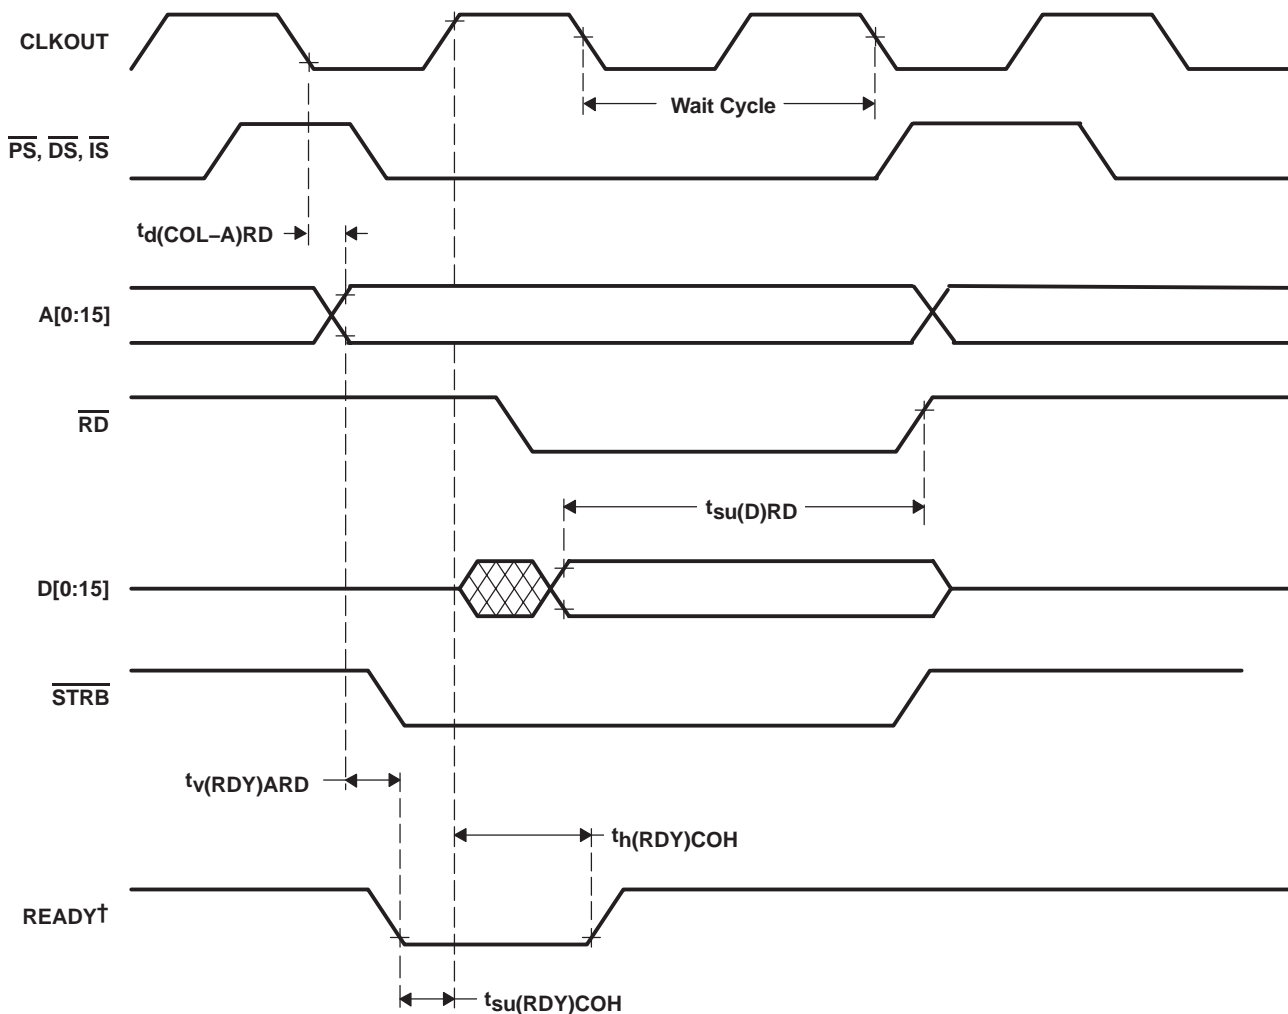 CLKOUT
Wait Cycle
PS, DS, IS
td(COL–A)RD
A[0:15]
RD
tsu(D)RD
D[0:15]
STRB
tv(RDY)ARD
th(RDY)COH
READY†
tsu(RDY)COH